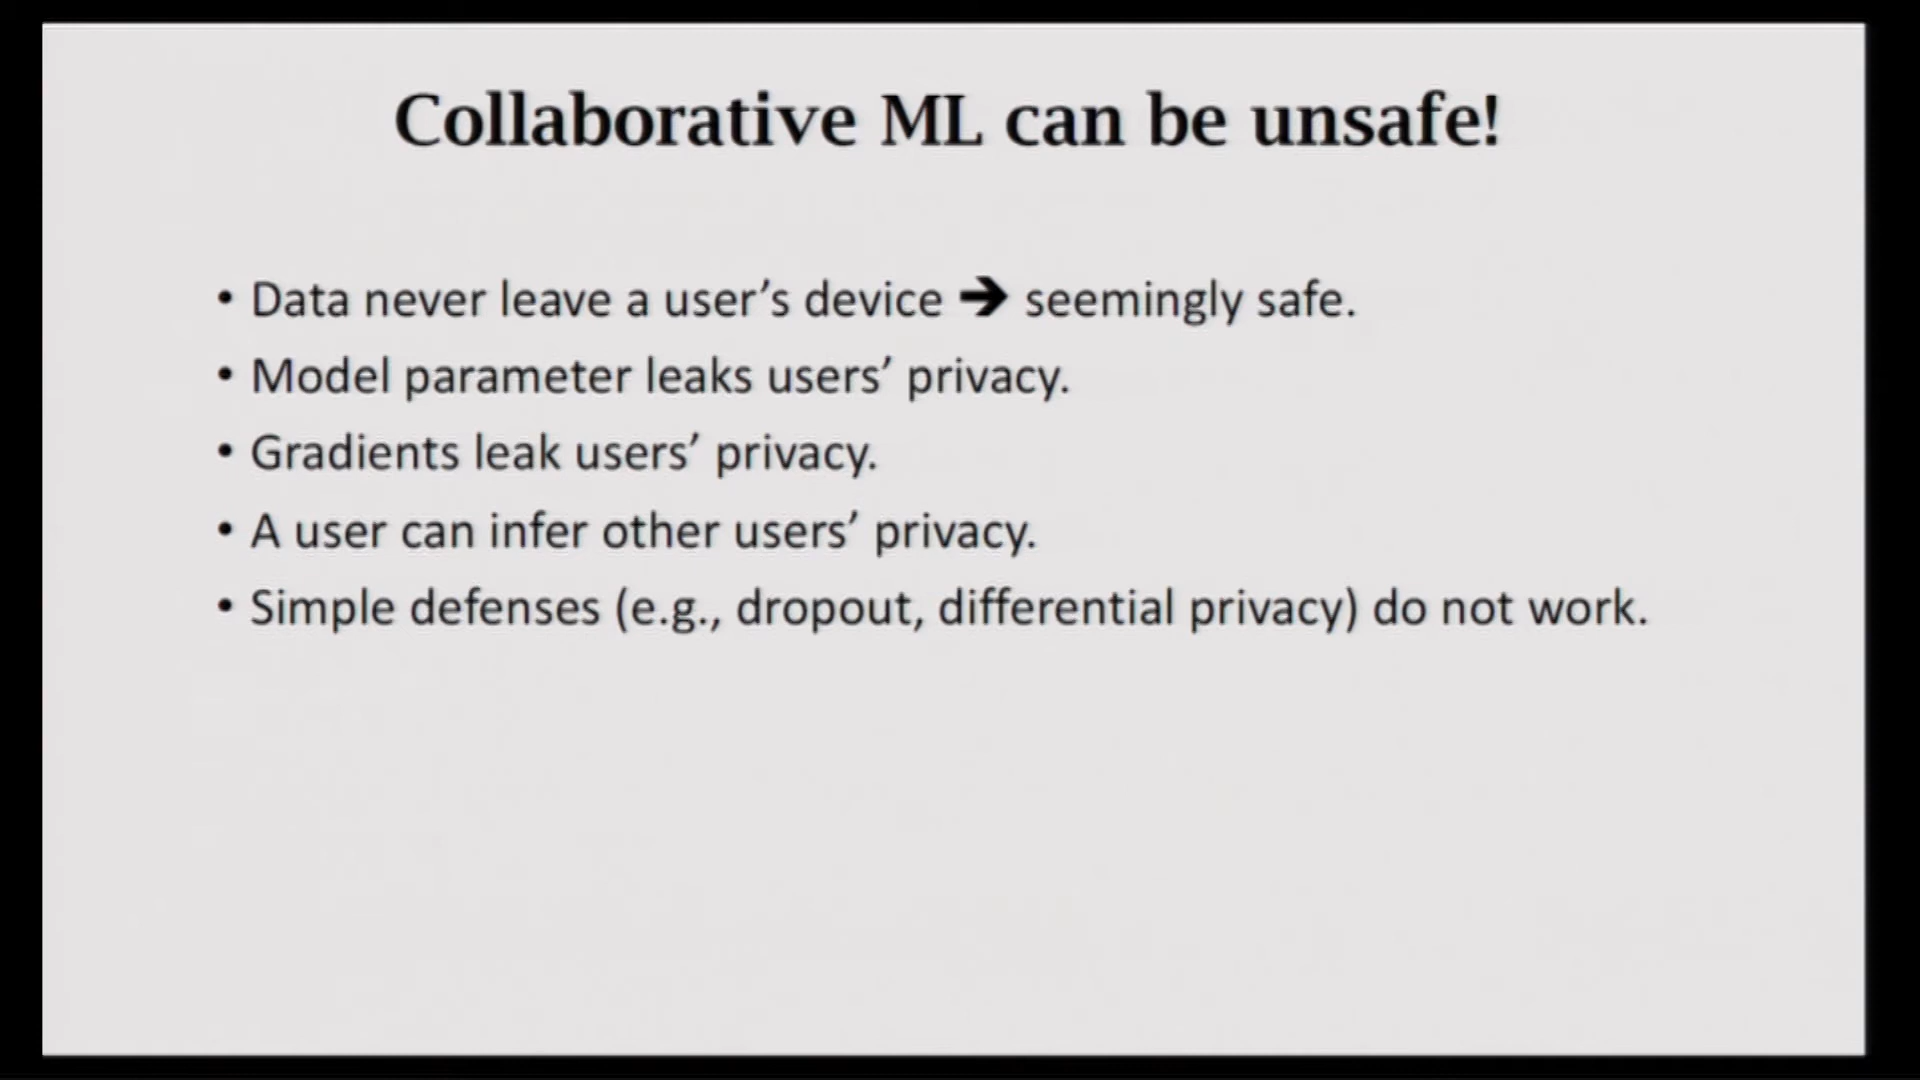 Collaborative ML can be unsafe!
• Data never leave a user’s device ➔ seemingly safe.
• Model parameter leaks users’ privacy.
• Gradients leak users’ privacy.
• A user can infer other users’ privacy.
• Simple defenses (e.g., dropout, differential privacy) do not work.